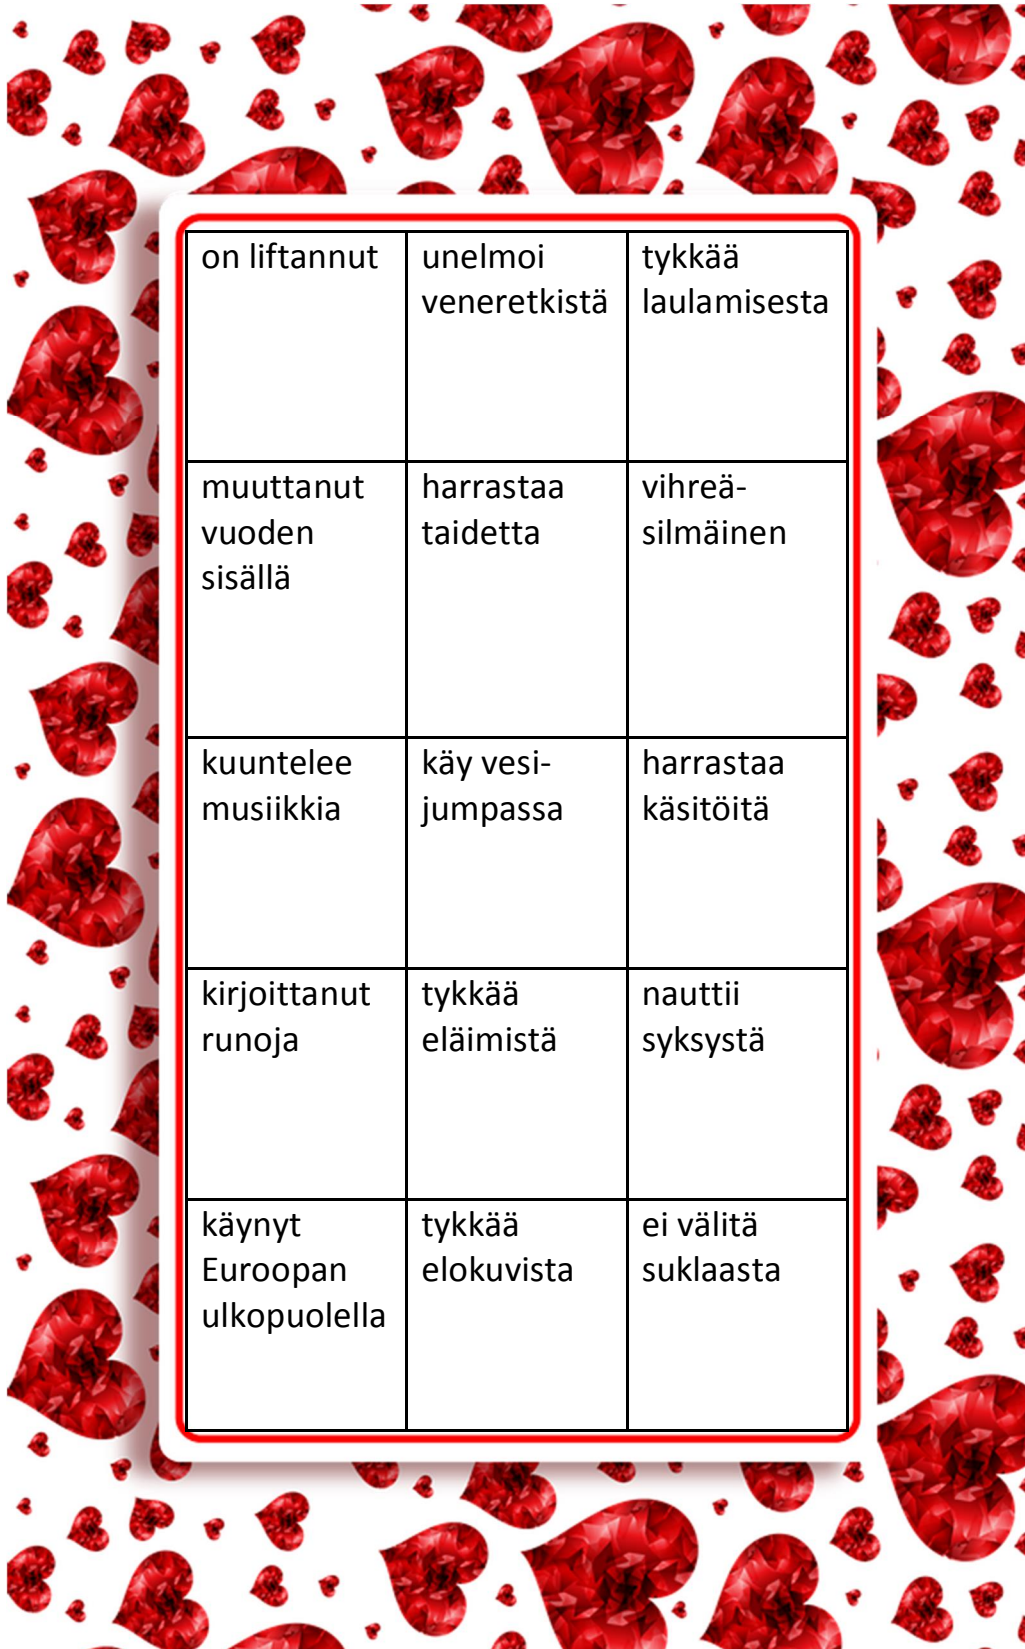 on liftannut
unelmoi
veneretkistä
tykkää
laulamisesta
muuttanut
vuoden
sisällä
harrastaa
taidetta
vihreä-
silmäinen
kuuntelee
musiikkia
käy vesi-
jumpassa
harrastaa
käsitöitä
kirjoittanut
runoja
tykkää
eläimistä
nauttii
syksystä
käynyt
Euroopan
ulkopuolella
tykkää
elokuvista
ei välitä
suklaasta